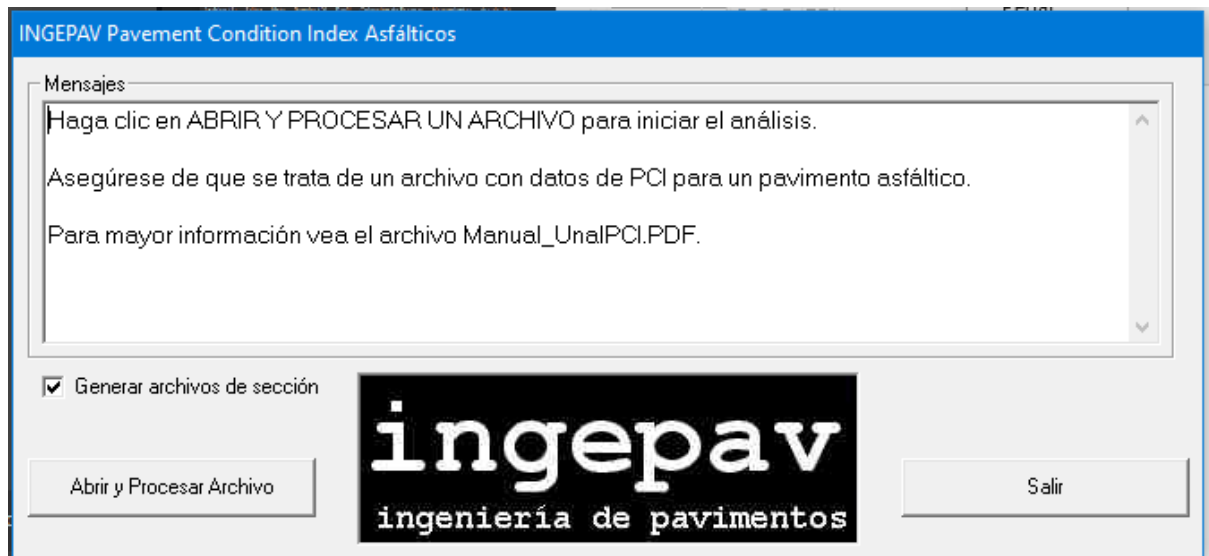 INGEPAV Pavement Condition Index Asfálticos
Mensajes
Haga clic en ABRIR Y PROCESAR UN ARCHIVO para iniciar el análisis.
Asegúrese de que se trata de un archivo con datos de PCI para un pavimento asfáltico.
Para mayor información vea el archivo Manual_UnalPCI.PDF.
Generar archivos de sección
ingepav
ingeniería de pavimentos
Abrir y Procesar Archivo
Salir